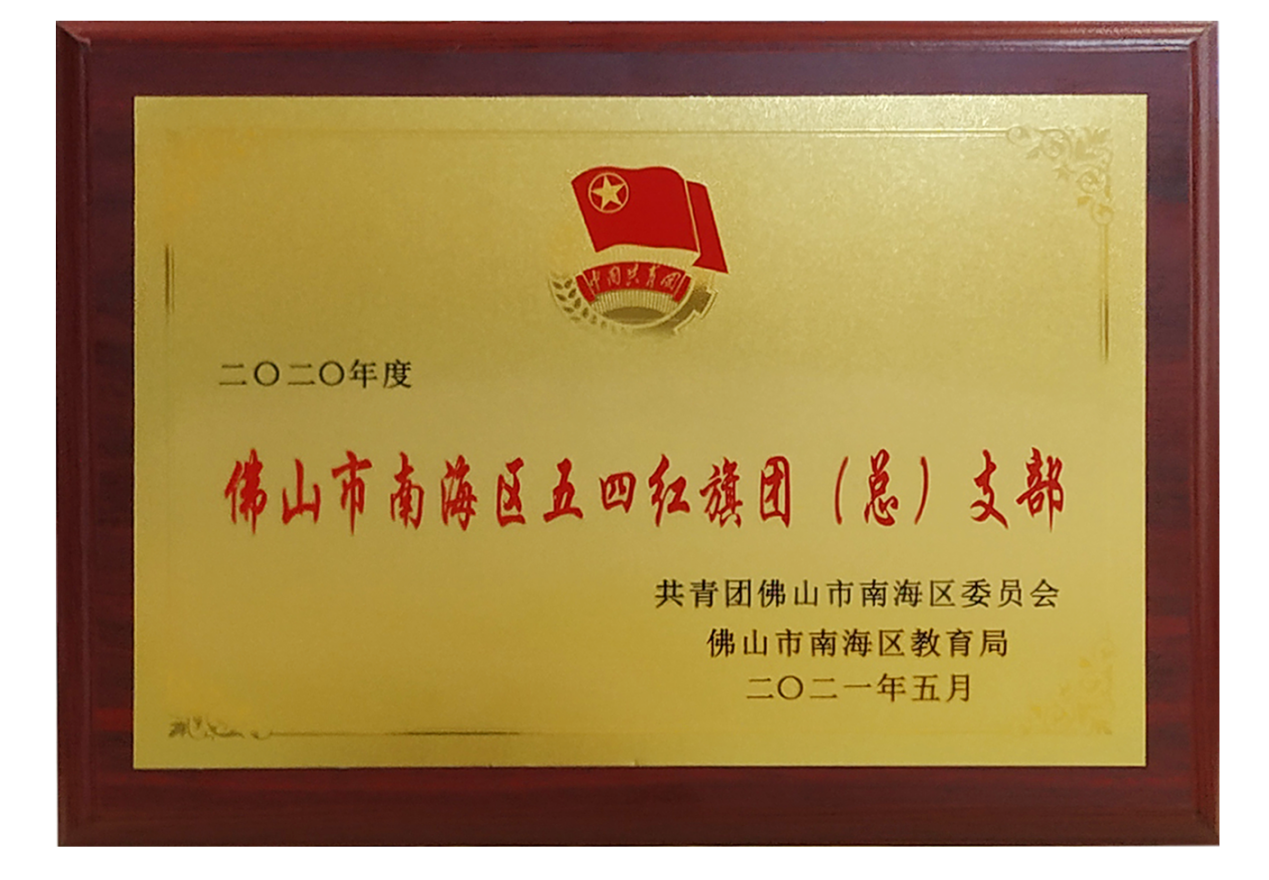 中国共青团
二〇二〇年度
佛山市南海区五四红旗团（总）支部
共青团佛山市南海区委员会
佛山市南海区教育局
二〇二一年五月